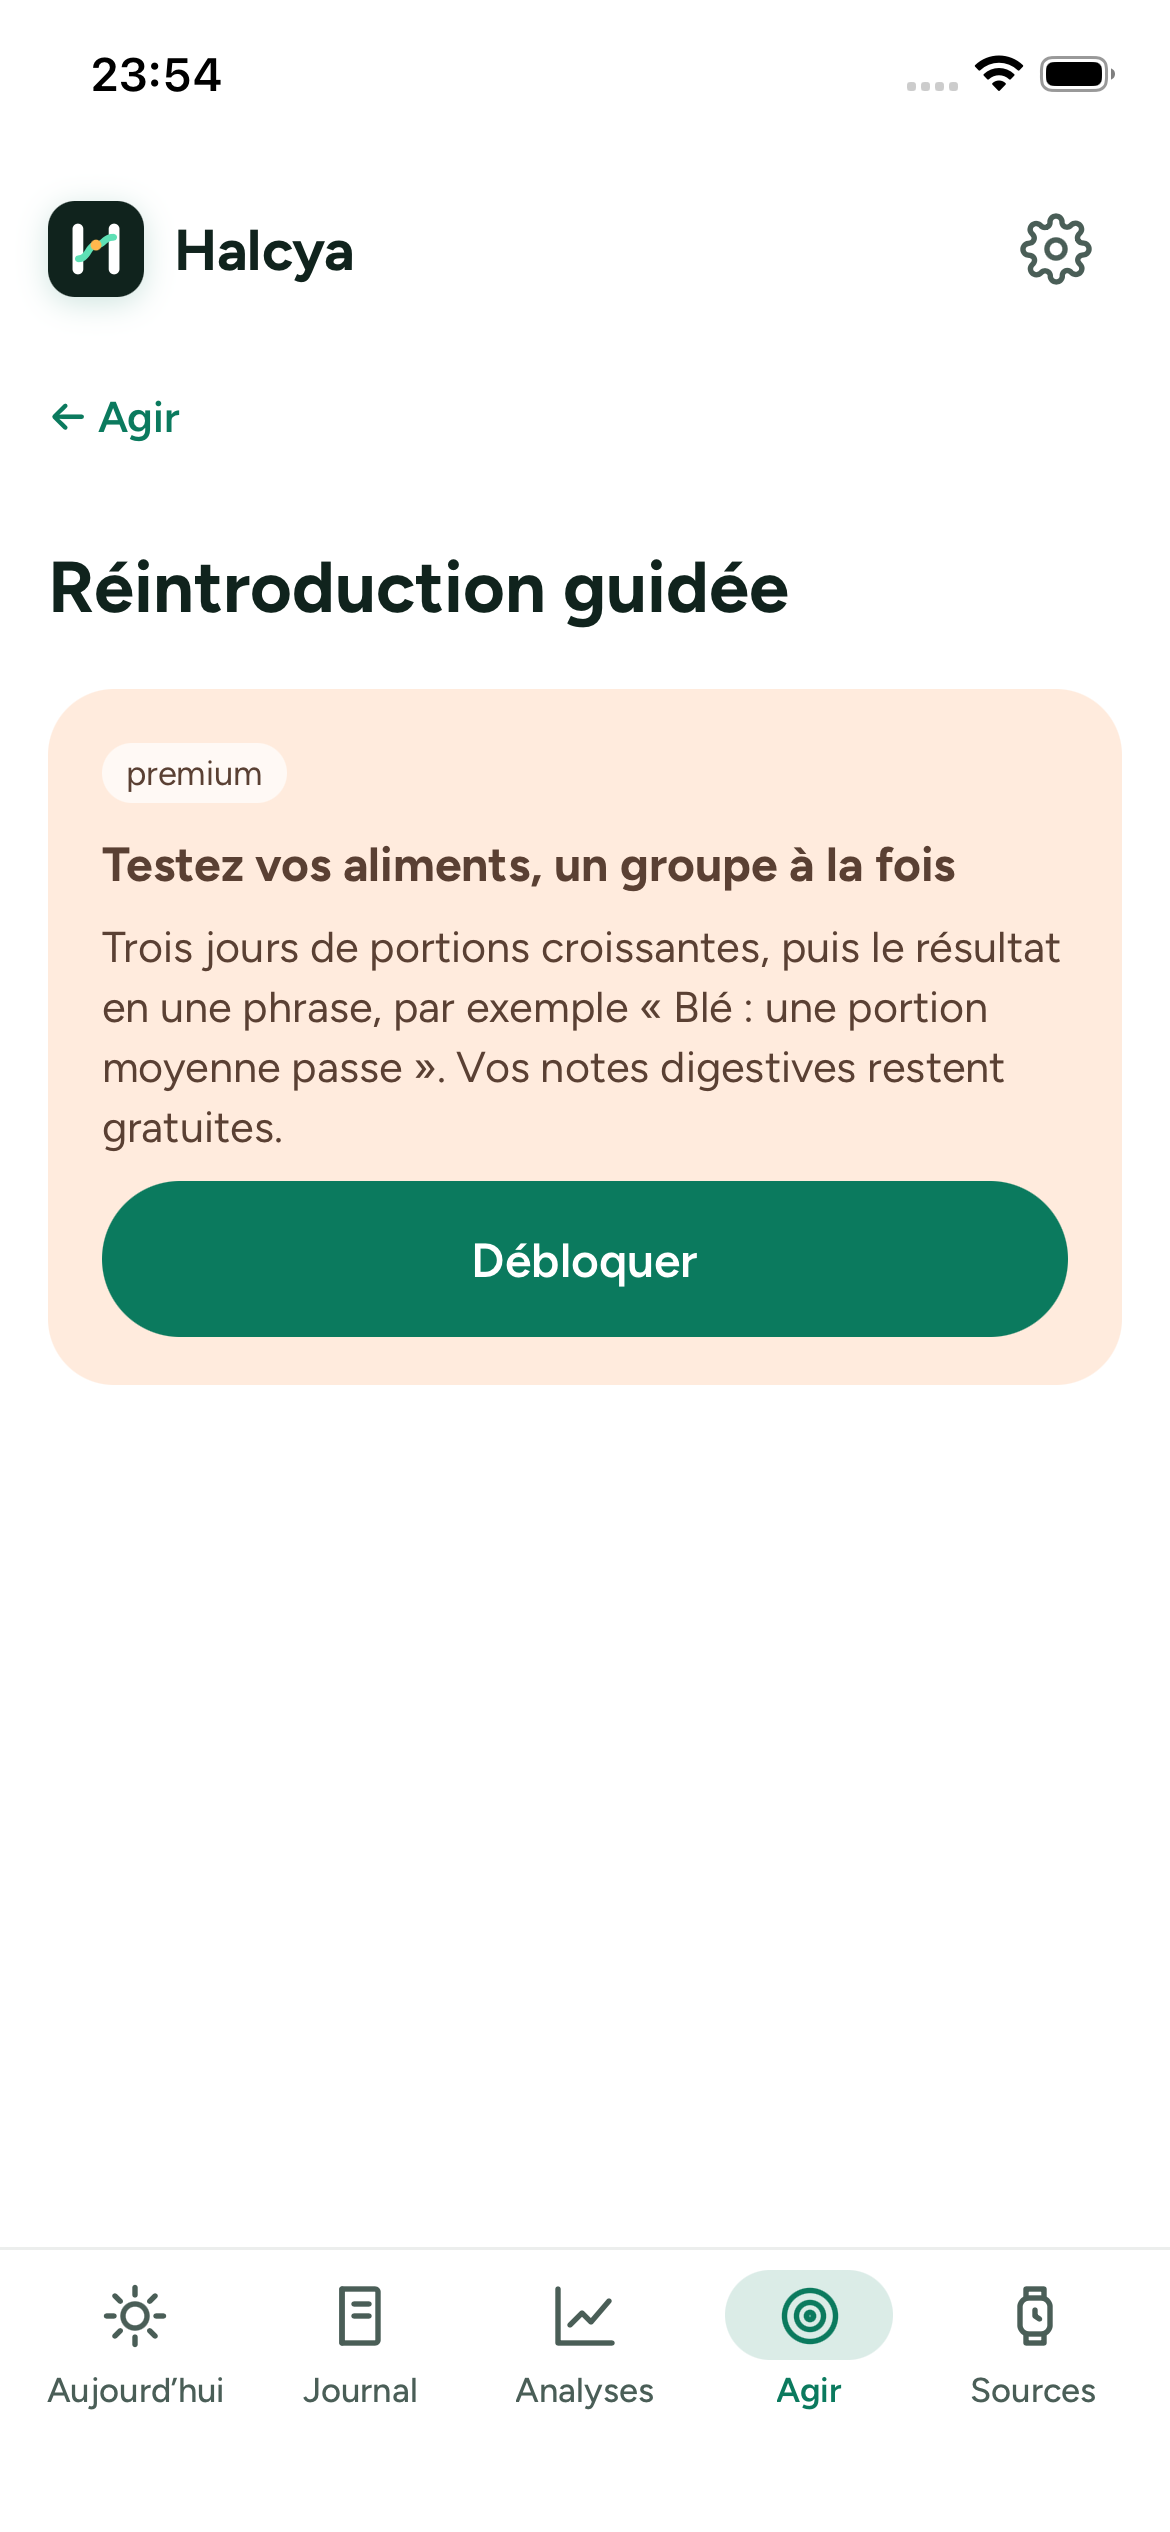 23:54
Halcya
← Agir
Réintroduction guidée
premium
Testez vos aliments, un groupe à la fois
Trois jours de portions croissantes, puis le résultat
en une phrase, par exemple « Blé : une portion
moyenne passe ». Vos notes digestives restent
gratuites.
Débloquer
Aujourd’hui
Journal
Analyses
Agir
Sources